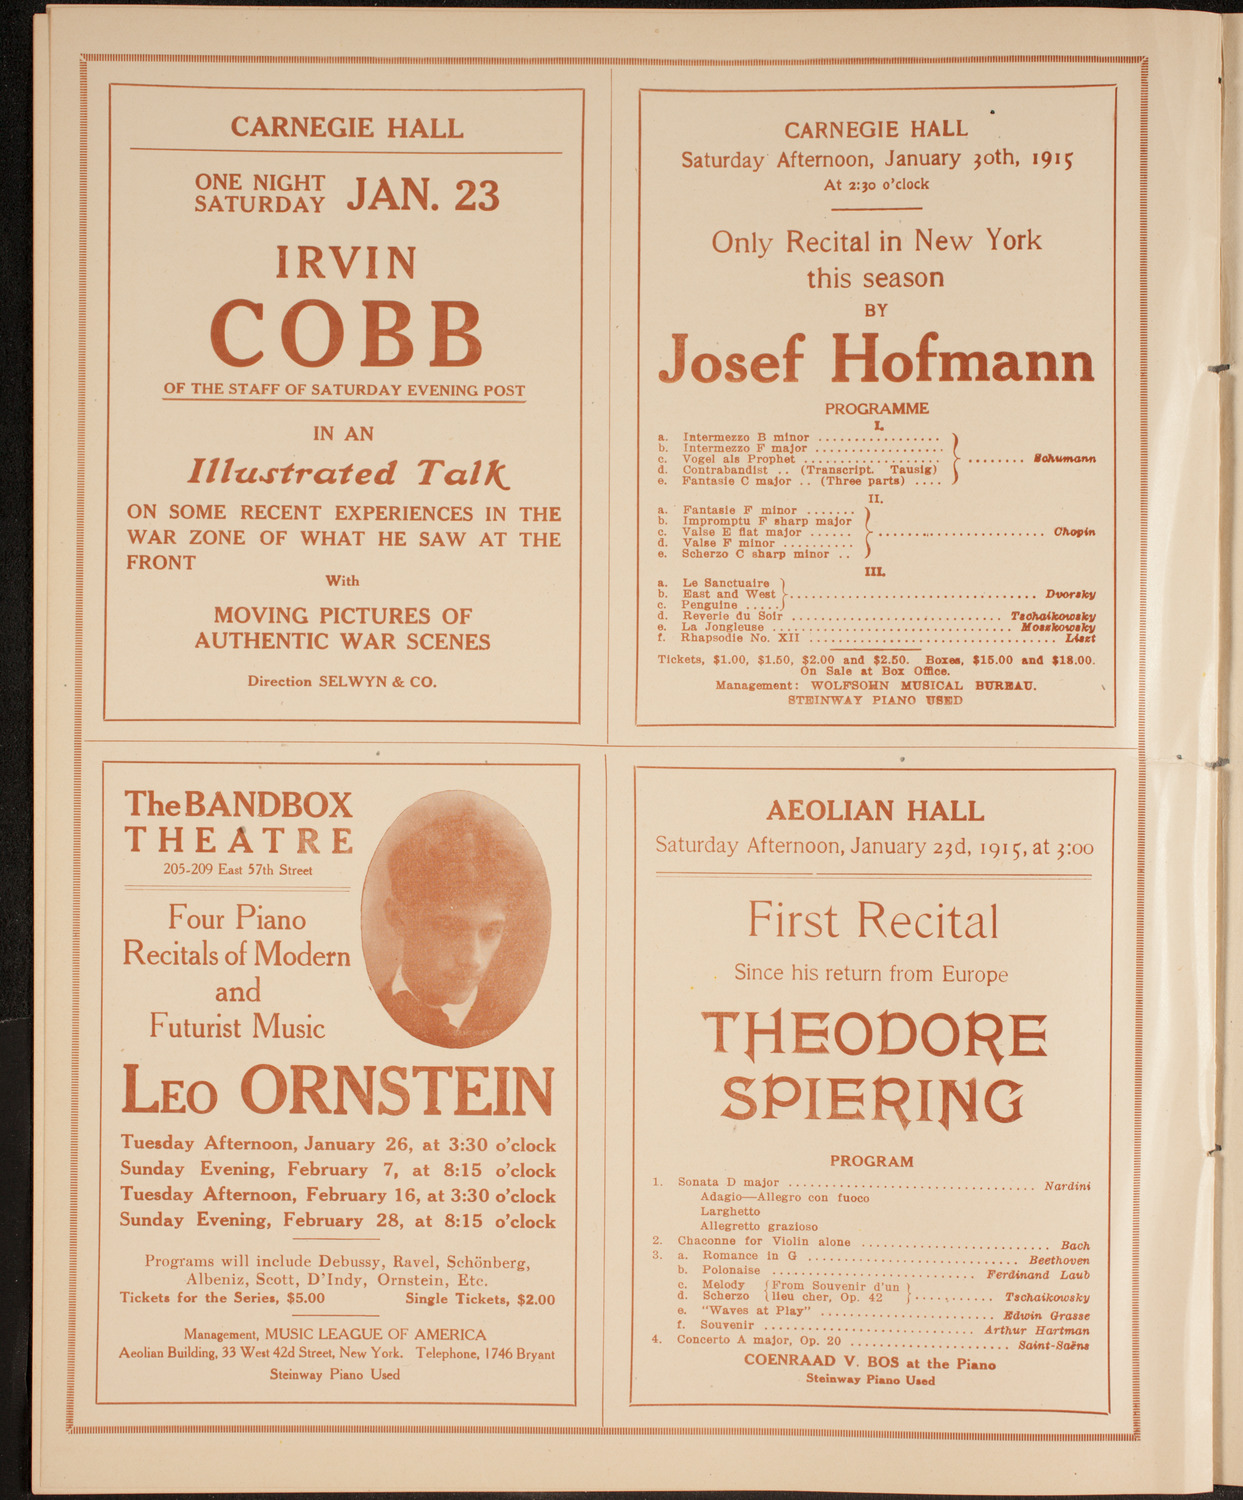 CARNEGIE HALL
ONE NIGHT
SATURDAY JAN. 23
IRVIN
COBB
OF THE STAFF OF SATURDAY EVENING POST
IN AN
Illustrated Talk
ON SOME RECENT EXPERIENCES IN THE
WAR ZONE OF WHAT HE SAW AT THE
FRONT
With
MOVING PICTURES OF
AUTHENTIC WAR SCENES
Direction SELWYN & CO.
CARNEGIE HALL
Saturday Afternoon, January 30th, 1915
At 2:30 o'clock
Only Recital in New York
this season
BY
Josef Hofmann
PROGRAMME
I.
a. Intermezzo B minor ..................
b. Intermezzo F major ..................
c. Vogel als Prophet .................... ........ Schumann
d. Contrabandist .. (Transcript. Tausig)
e. Fantasie C major .. (Three parts) ....
II.
a. Fantasie F minor .......
b. Impromptu F sharp major
c. Valse E flat major ...... ......................... Chopin
d. Valse F minor ..........
e. Scherzo C sharp minor ..
III.
a. Le Sanctuaire
b. East and West ................................... Dvorsky
c. Penguine .....
d. Reverie du Soir .............................. Tschaikowsky
e. La Jongleuse .................................. Moszkowsky
f. Rhapsodie No. XII .................................... Liszt
Tickets, $1.00, $1.50, $2.00 and $2.50. Boxes, $15.00 and $18.00.
On Sale at Box Office.
Management: WOLFSOHN MUSICAL BUREAU.
STEINWAY PIANO USED
The BANDBOX
THEATRE
205-209 East 57th Street
Four Piano
Recitals of Modern
and
Futurist Music
LEO ORNSTEIN
Tuesday Afternoon, January 26, at 3:30 o'clock
Sunday Evening, February 7, at 8:15 o'clock
Tuesday Afternoon, February 16, at 3:30 o'clock
Sunday Evening, February 28, at 8:15 o'clock
Programs will include Debussy, Ravel, Schönberg,
Albeniz, Scott, D'Indy, Ornstein, Etc.
Tickets for the Series, $5.00 Single Tickets, $2.00
Management, MUSIC LEAGUE OF AMERICA
Aeolian Building, 33 West 42d Street, New York. Telephone, 1746 Bryant
Steinway Piano Used
AEOLIAN HALL
Saturday Afternoon, January 23d, 1915, at 3:00
First Recital
Since his return from Europe
THEODORE
SPIERING
PROGRAM
1. Sonata D major ................................... Nardini
Adagio—Allegro con fuoco
Larghetto
Allegretto grazioso
2. Chaconne for Violin alone ........................... Bach
3. a. Romance in G .............................. Beethoven
b. Polonaise ............................. Ferdinand Laub
c. Melody (From Souvenir d'un
d. Scherzo lieu cher, Op. 42 ........... Tschaikowsky
e. "Waves at Play" ........................ Edwin Grasse
f. Souvenir .............................. Arthur Hartman
4. Concerto A major, Op. 20 ...................... Saint-Saëns
COENRAAD V. BOS at the Piano
Steinway Piano Used